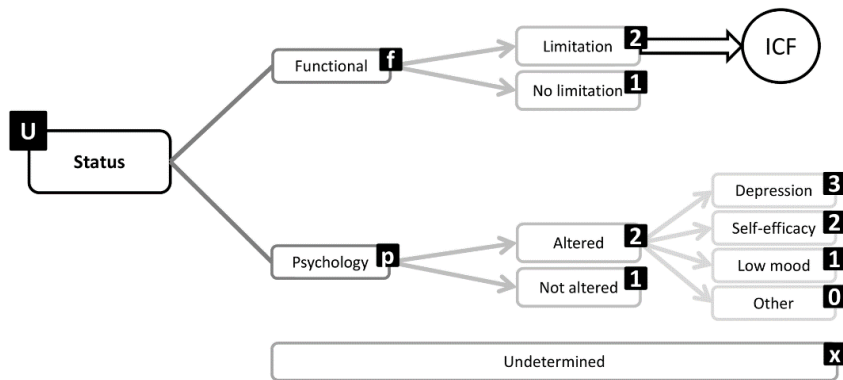 U
Status
Functional f
Limitation 2
ICF
No limitation 1
Psychology p
Altered 2
Not altered 1
Depression 3
Self-efficacy 2
Low mood 1
Other 0
Undetermined x